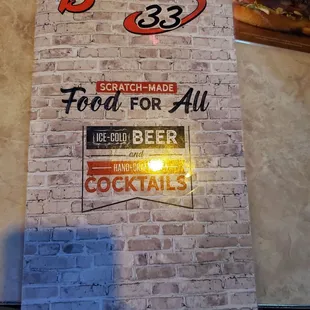 33
SCRATCH-MADE
Food FOR All
ICE-COLD BEER
and
COCKTAILS